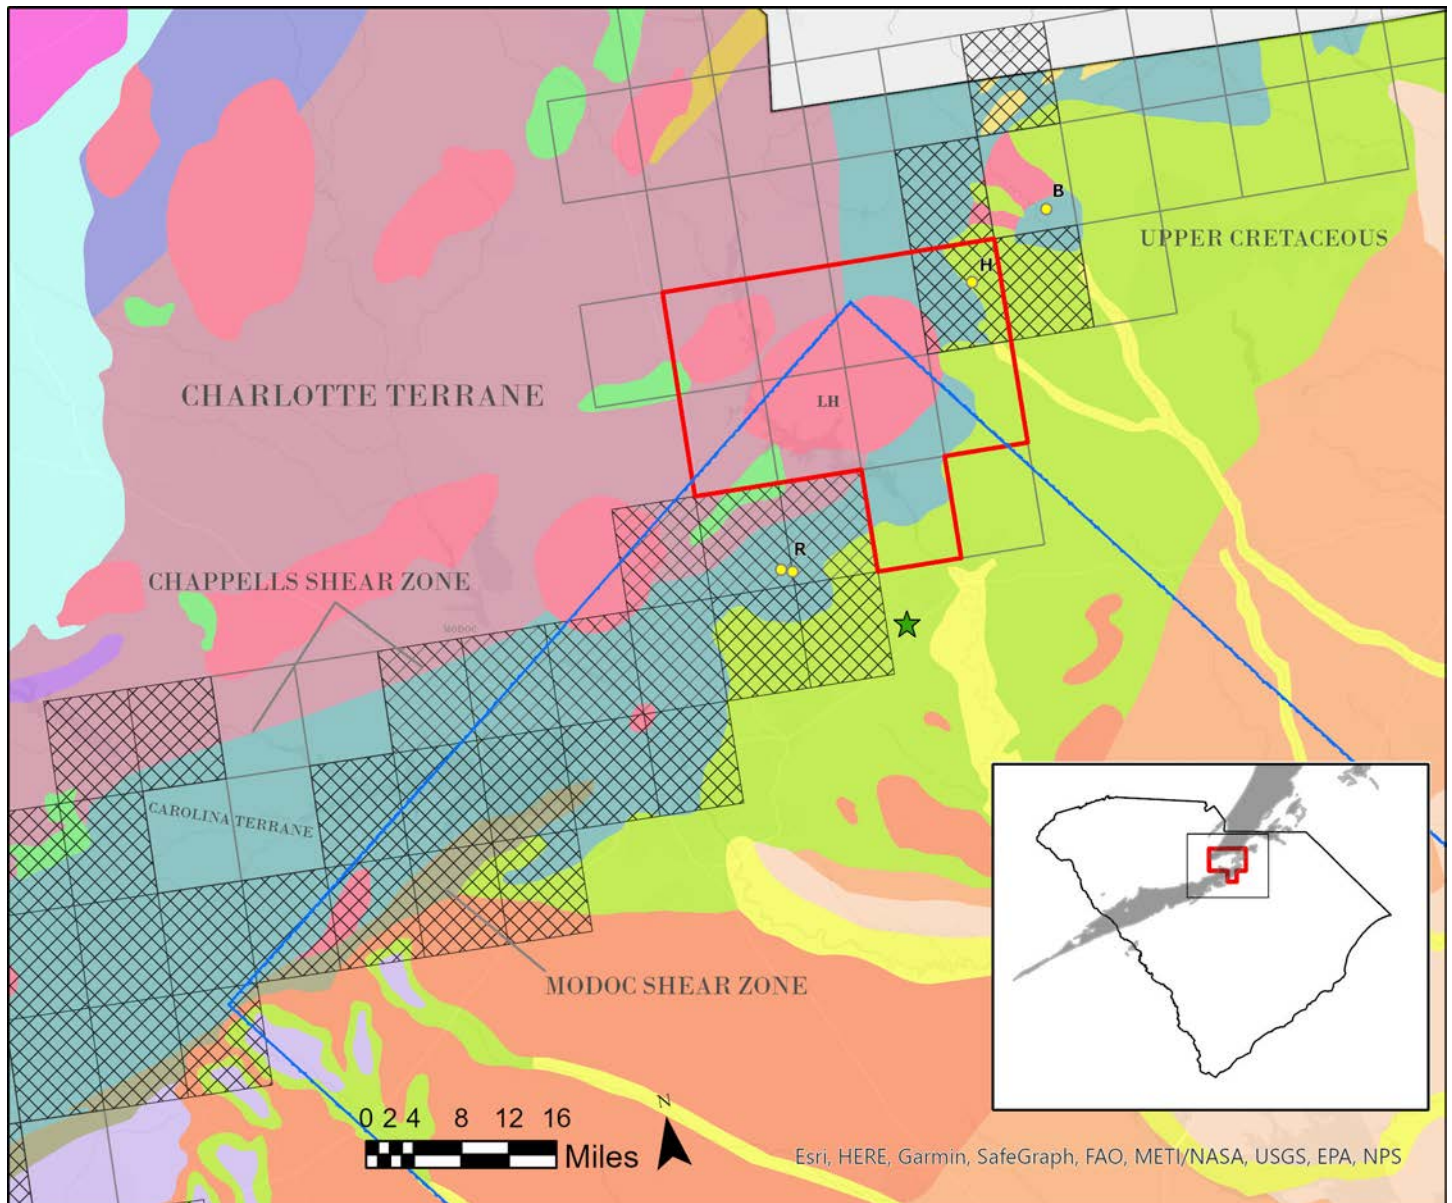 B
UPPER CRETACEOUS
H
CHARLOTTE TERRANE
LH
R
CHAPPELLS SHEAR ZONE
MODOC
CAROLINA TERRANE
MODOC SHEAR ZONE
0 2 4 8 12 16
Miles
N
Esri, HERE, Garmin, SafeGraph, FAO, METI/NASA, USGS, EPA, NPS